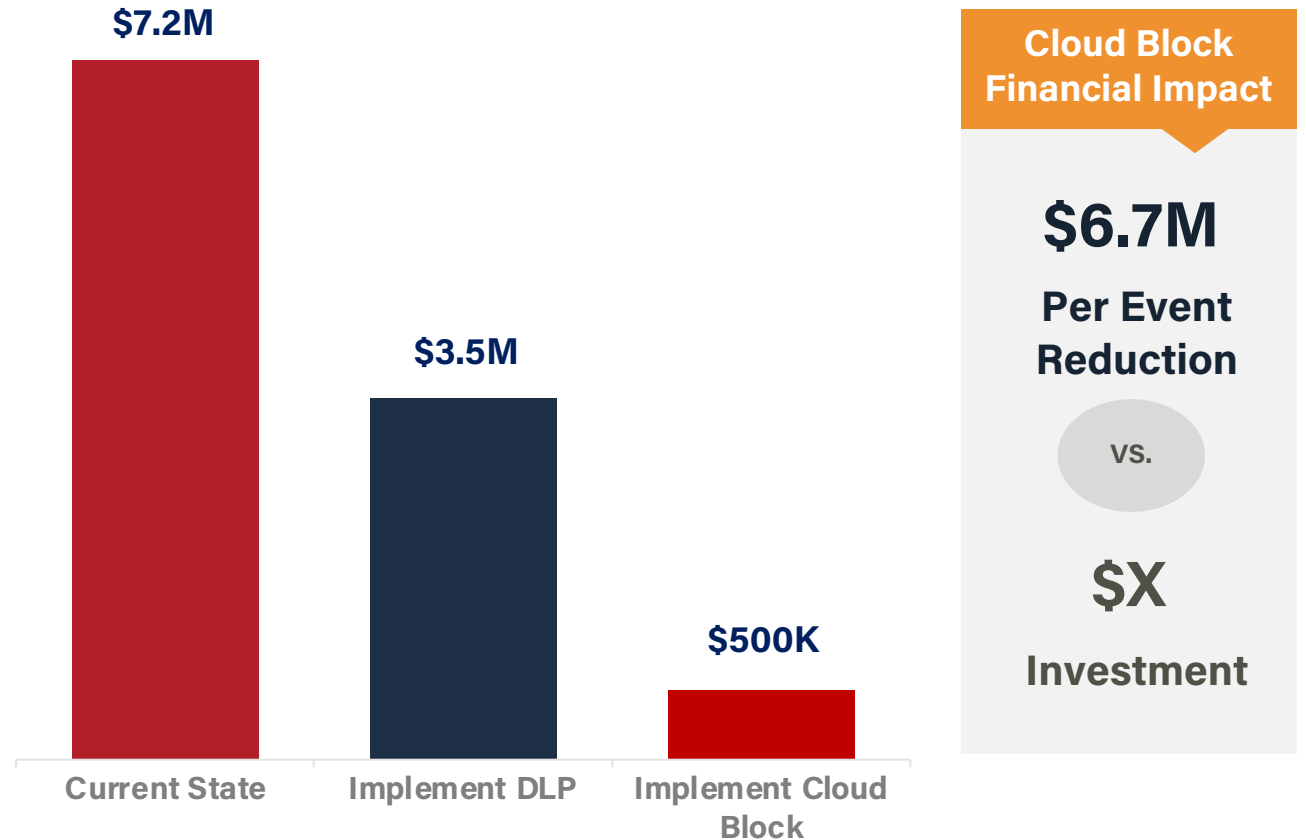 $7.2M
$3.5M
$500K
Current State
Implement DLP
Implement Cloud
Block
Cloud Block
Financial Impact
$6.7M
Per Event
Reduction
VS.
$X
Investment